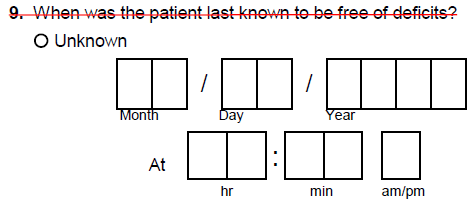 9. When was the patient last known to be free of deficits?
O Unknown
/ /
Month Day Year
At :
hr min am/pm